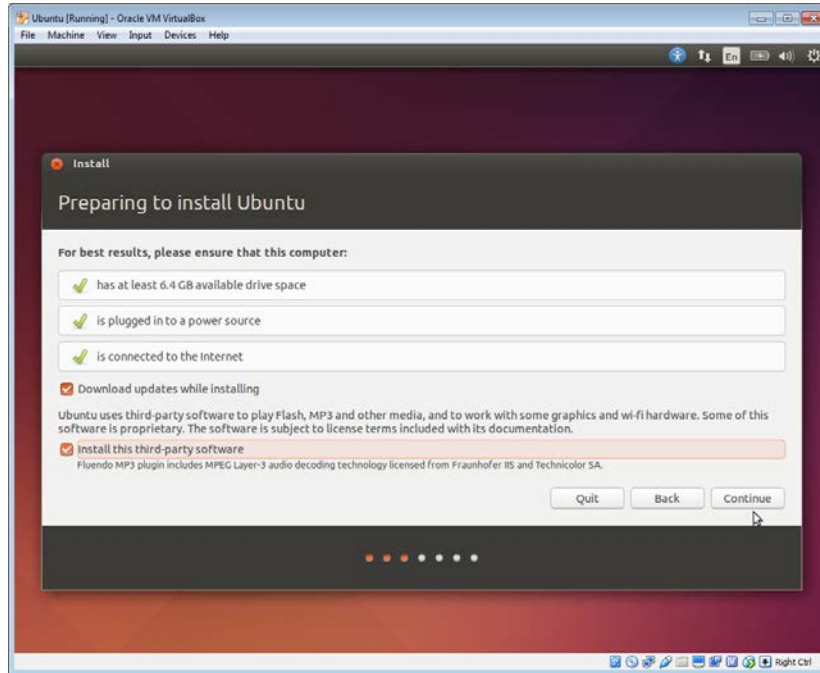 Ubuntu [Running] - Oracle VM VirtualBox
File Machine View Input Devices Help
En
Install
Preparing to install Ubuntu
For best results, please ensure that this computer:
has at least 6.4 GB available drive space
is plugged in to a power source
is connected to the Internet
Download updates while installing
Ubuntu uses third-party software to play Flash, MP3 and other media, and to work with some graphics and wi-fi hardware. Some of this
software is proprietary. The software is subject to license terms included with its documentation.
Install this third-party software
Fluendo MP3 plugin includes MPEG Layer-3 audio decoding technology licensed from Fraunhofer IIS and Technicolor SA.
Quit Back Continue
Right Ctrl